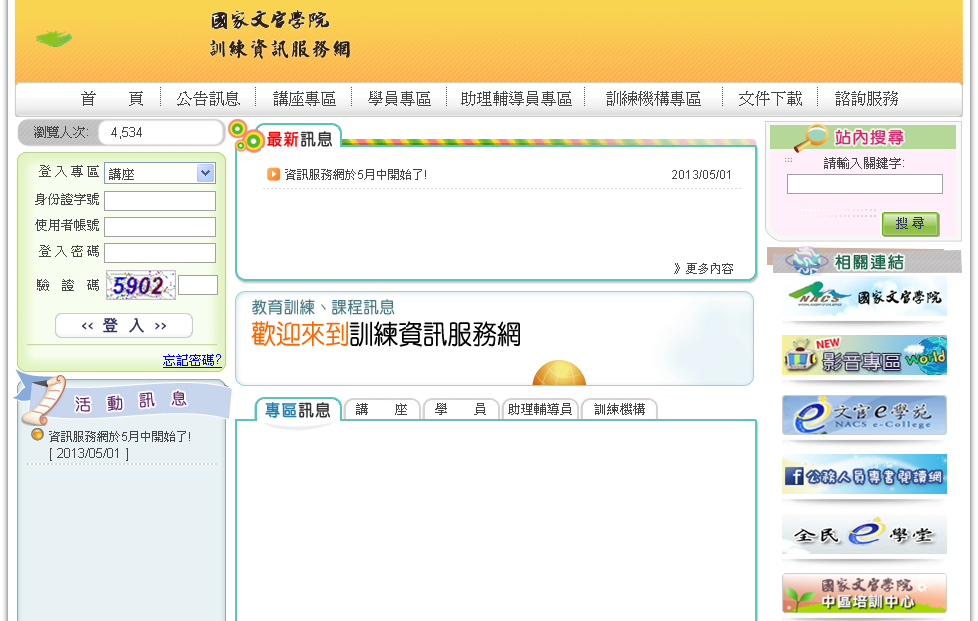 國家文官學院
訓練資訊服務網
首 頁
公告訊息
講座專區
學員專區
助理輔導員專區
訓練機構專區
文件下載
諮詢服務
瀏覽人次: 4,534
登入專區 講座
身份證字號
使用者帳號
登入密碼
驗 證 碼 5902
‹‹ 登 入 ››
忘記密碼?
活 動 訊 息
資訊服務網於5月中開始了!
[ 2013/05/01 ]
最新訊息
資訊服務網於5月中開始了! 2013/05/01
》更多內容
教育訓練、課程訊息
歡迎來到訓練資訊服務網
專區訊息
講 座
學 員
助理輔導員
訓練機構
站內搜尋
請輸入關鍵字:
搜 尋
相關連結
NACS 國家文官學院
NEW
影音專區 World
文官e學苑
NACS e-College
f 公務人員專書閱讀網
全民e學堂
國家文官學院
中區培訓中心